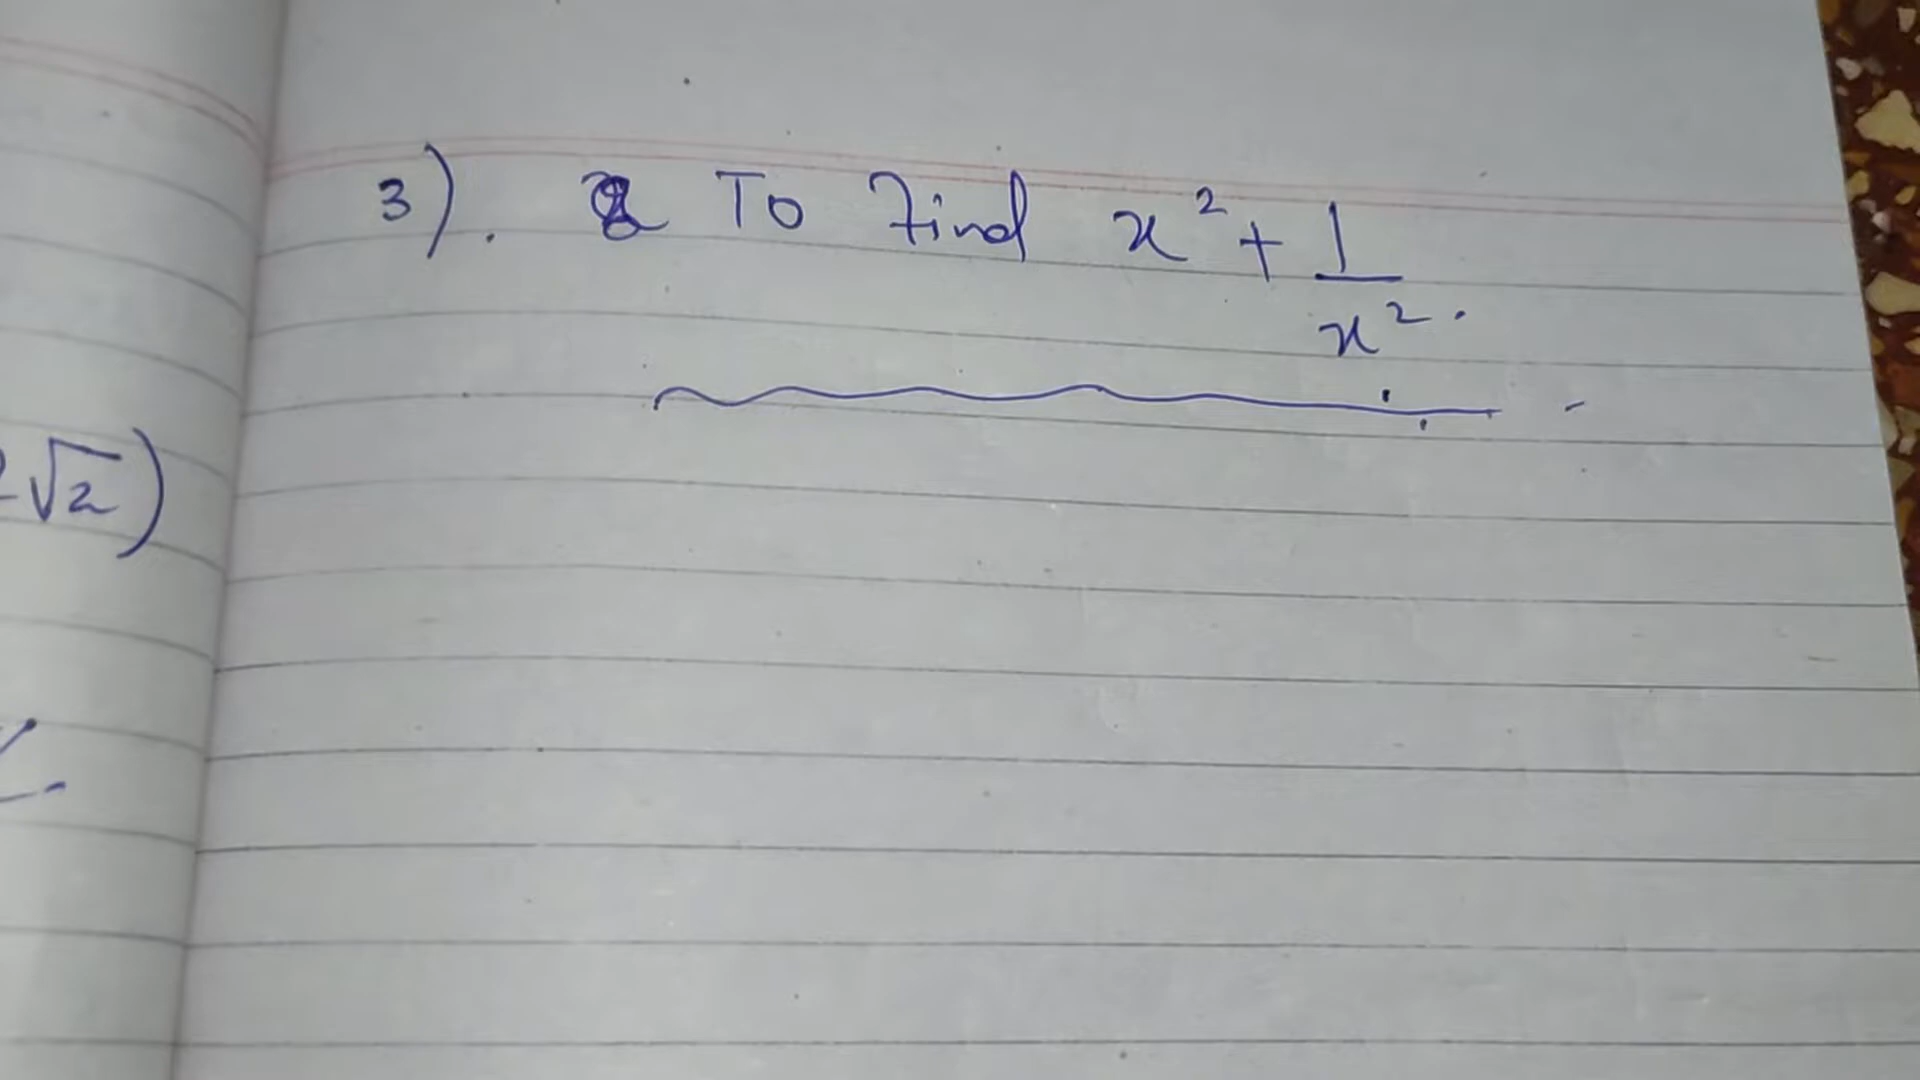 3). To Find x² + 1/x².
√2)